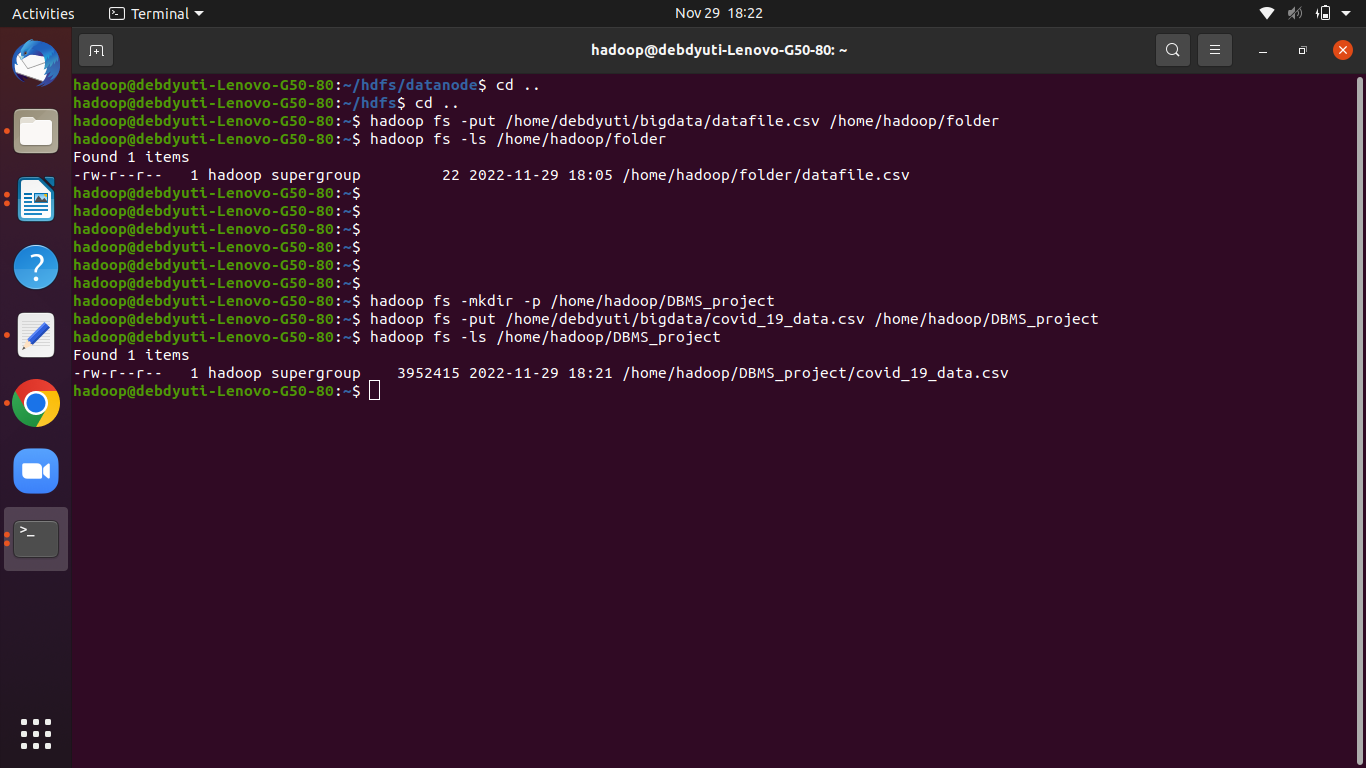 Activities
Terminal
Nov 29 18:22
hadoop@debdyuti-Lenovo-G50-80: ~
hadoop@debdyuti-Lenovo-G50-80:~/hdfs/datanode$ cd ..
hadoop@debdyuti-Lenovo-G50-80:~/hdfs$ cd ..
hadoop@debdyuti-Lenovo-G50-80:~$ hadoop fs -put /home/debdyuti/bigdata/datafile.csv /home/hadoop/folder
hadoop@debdyuti-Lenovo-G50-80:~$ hadoop fs -ls /home/hadoop/folder
Found 1 items
-rw-r--r--   1 hadoop supergroup         22 2022-11-29 18:05 /home/hadoop/folder/datafile.csv
hadoop@debdyuti-Lenovo-G50-80:~$
hadoop@debdyuti-Lenovo-G50-80:~$
hadoop@debdyuti-Lenovo-G50-80:~$
hadoop@debdyuti-Lenovo-G50-80:~$
hadoop@debdyuti-Lenovo-G50-80:~$
hadoop@debdyuti-Lenovo-G50-80:~$
hadoop@debdyuti-Lenovo-G50-80:~$ hadoop fs -mkdir -p /home/hadoop/DBMS_project
hadoop@debdyuti-Lenovo-G50-80:~$ hadoop fs -put /home/debdyuti/bigdata/covid_19_data.csv /home/hadoop/DBMS_project
hadoop@debdyuti-Lenovo-G50-80:~$ hadoop fs -ls /home/hadoop/DBMS_project
Found 1 items
-rw-r--r--   1 hadoop supergroup    3952415 2022-11-29 18:21 /home/hadoop/DBMS_project/covid_19_data.csv
hadoop@debdyuti-Lenovo-G50-80:~$